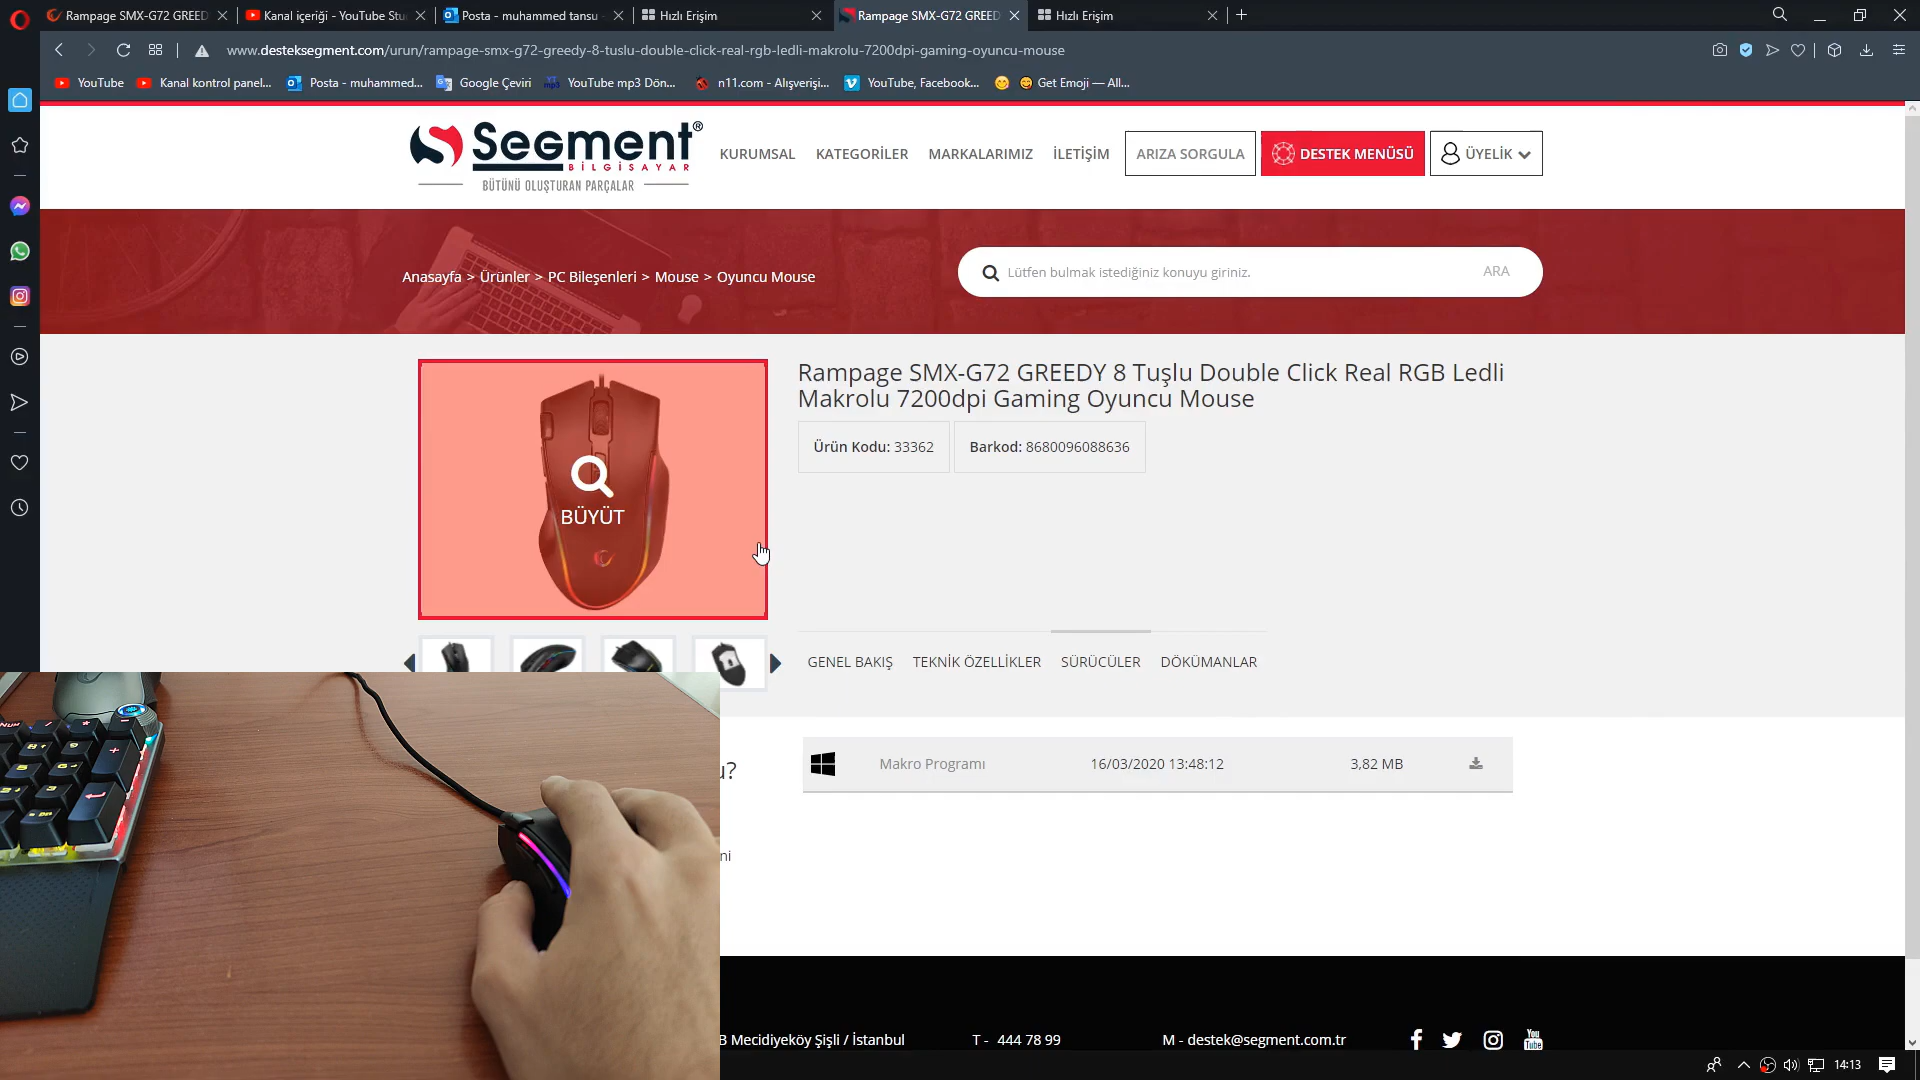 Rampage SMX-G72 GREED
Kanal içeriği - YouTube Stu
Posta - muhammed tansu
Hızlı Erişim
Rampage SMX-G72 GREED
Hızlı Erişim
www.desteksegment.com/urun/rampage-smx-g72-greedy-8-tuslu-double-click-real-rgb-ledli-makrolu-7200dpi-gaming-oyuncu-mouse
YouTube
Kanal kontrol panel...
Posta - muhammed...
Google Çeviri
YouTube mp3 Dön...
n11.com - Alışverişi...
YouTube, Facebook...
Get Emoji — All...
Segment®
BİLGİSAYAR
BÜTÜNÜ OLUŞTURAN PARÇALAR
KURUMSAL
KATEGORİLER
MARKALARIMIZ
İLETİŞİM
ARIZA SORGULA
DESTEK MENÜSÜ
ÜYELİK
Anasayfa > Ürünler > PC Bileşenleri > Mouse > Oyuncu Mouse
Lütfen bulmak istediğiniz konuyu giriniz.
ARA
BÜYÜT
Rampage SMX-G72 GREEDY 8 Tuşlu Double Click Real RGB Ledli
Makrolu 7200dpi Gaming Oyuncu Mouse
Ürün Kodu: 33362
Barkod: 8680096088636
GENEL BAKIŞ
TEKNİK ÖZELLİKLER
SÜRÜCÜLER
DÖKÜMANLAR
Makro Programı
16/03/2020 13:48:12
3,82 MB
B Mecidiyeköy Şişli / İstanbul
T - 444 78 99
M - destek@segment.com.tr
You
Tube
14:13